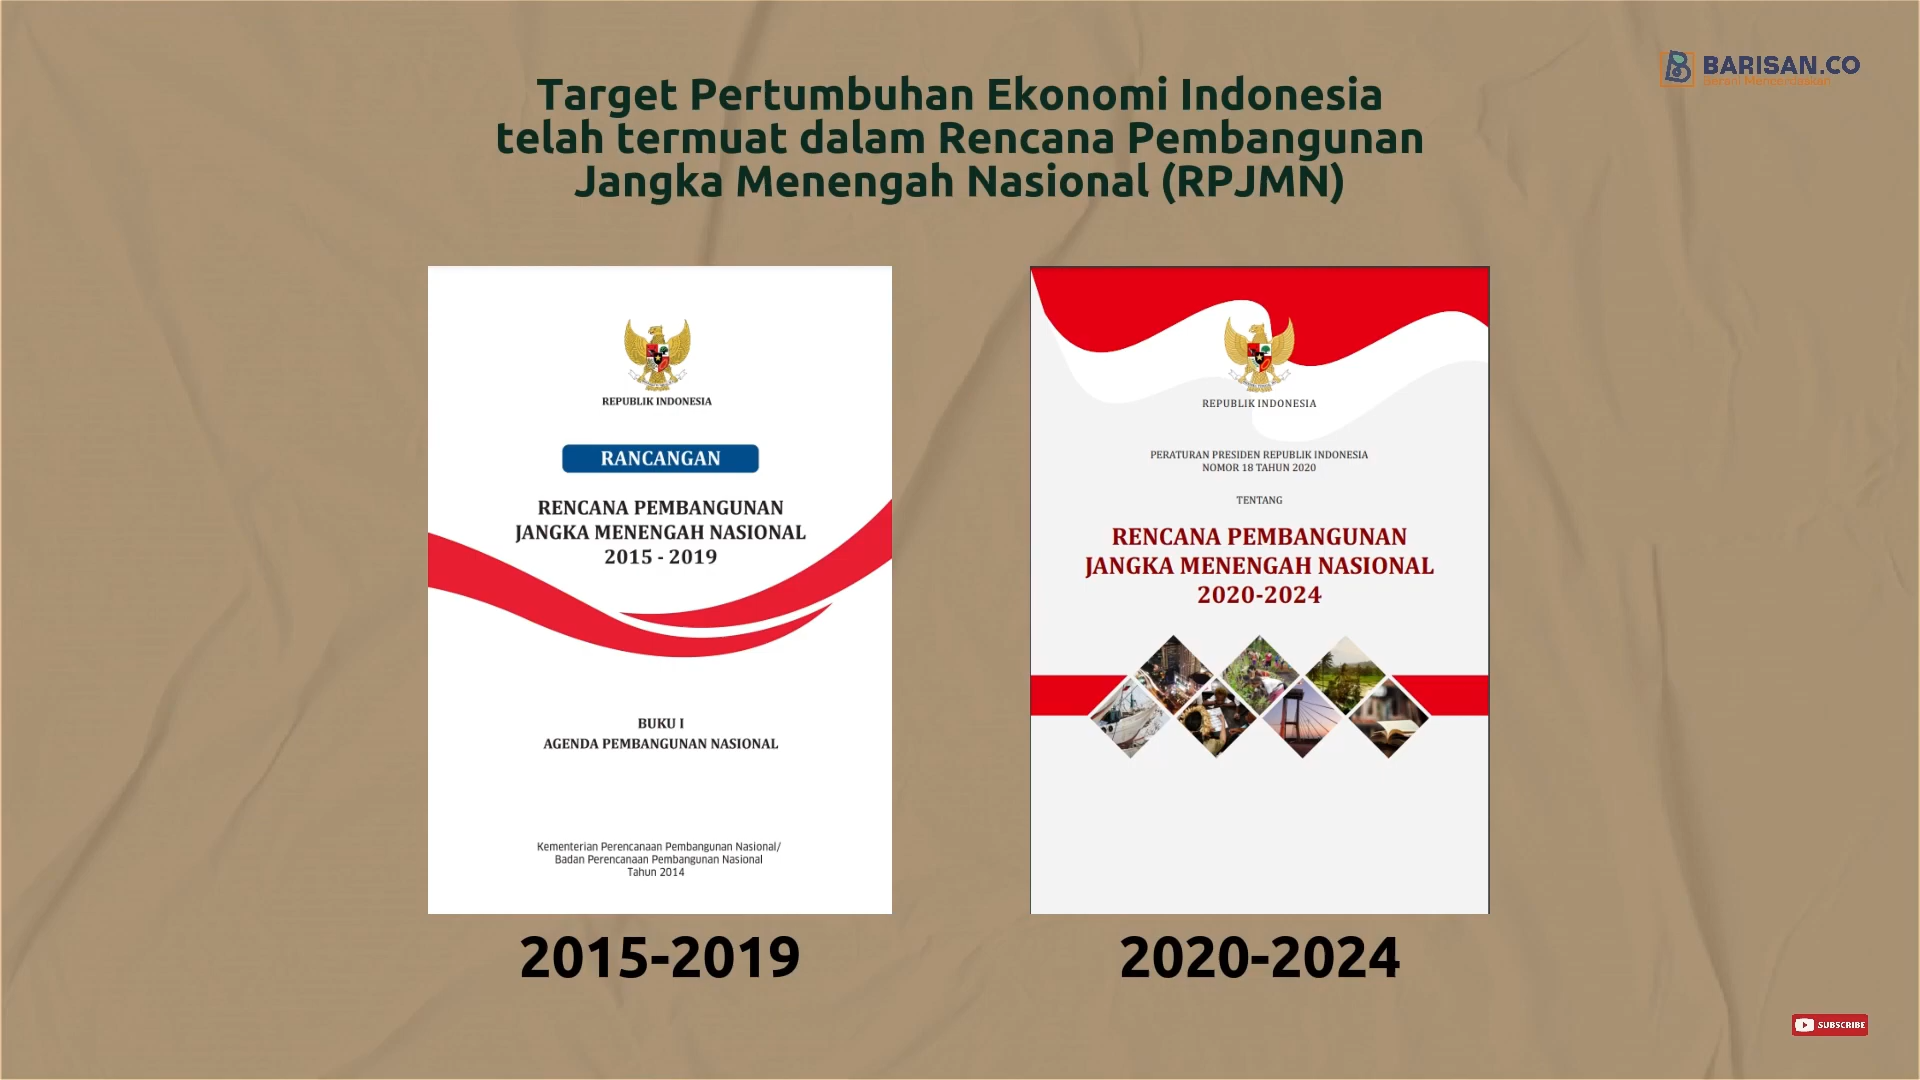 Target Pertumbuhan Ekonomi Indonesia
telah termuat dalam Rencana Pembangunan
Jangka Menengah Nasional (RPJMN)
BARISAN.CO
Berani Mencerdaskan
REPUBLIK INDONESIA
RANCANGAN
RENCANA PEMBANGUNAN
JANGKA MENENGAH NASIONAL
2015 - 2019
BUKU I
AGENDA PEMBANGUNAN NASIONAL
Kementerian Perencanaan Pembangunan Nasional/
Badan Perencanaan Pembangunan Nasional
Tahun 2014
2015-2019
REPUBLIK INDONESIA
PERATURAN PRESIDEN REPUBLIK INDONESIA
NOMOR 18 TAHUN 2020
TENTANG
RENCANA PEMBANGUNAN
JANGKA MENENGAH NASIONAL
2020-2024
2020-2024
SUBSCRIBE